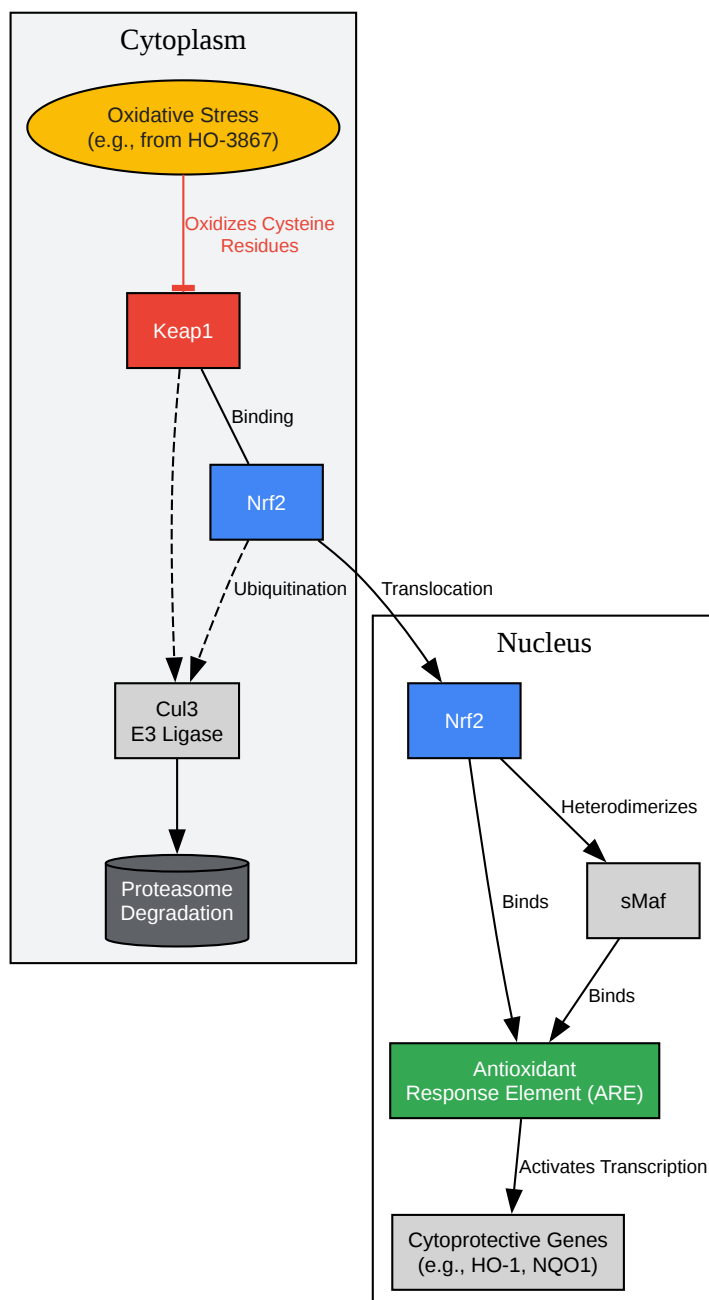 Cytoplasm
Oxidative Stress
(e.g., from HO-3867)
Oxidizes Cysteine
Residues
Keap1
Binding
Nrf2
Ubiquitination
Translocation
Cul3
E3 Ligase
Proteasome
Degradation
Nucleus
Nrf2
Heterodimerizes
sMaf
Binds
Binds
Antioxidant
Response Element (ARE)
Activates Transcription
Cytoprotective Genes
(e.g., HO-1, NQO1)